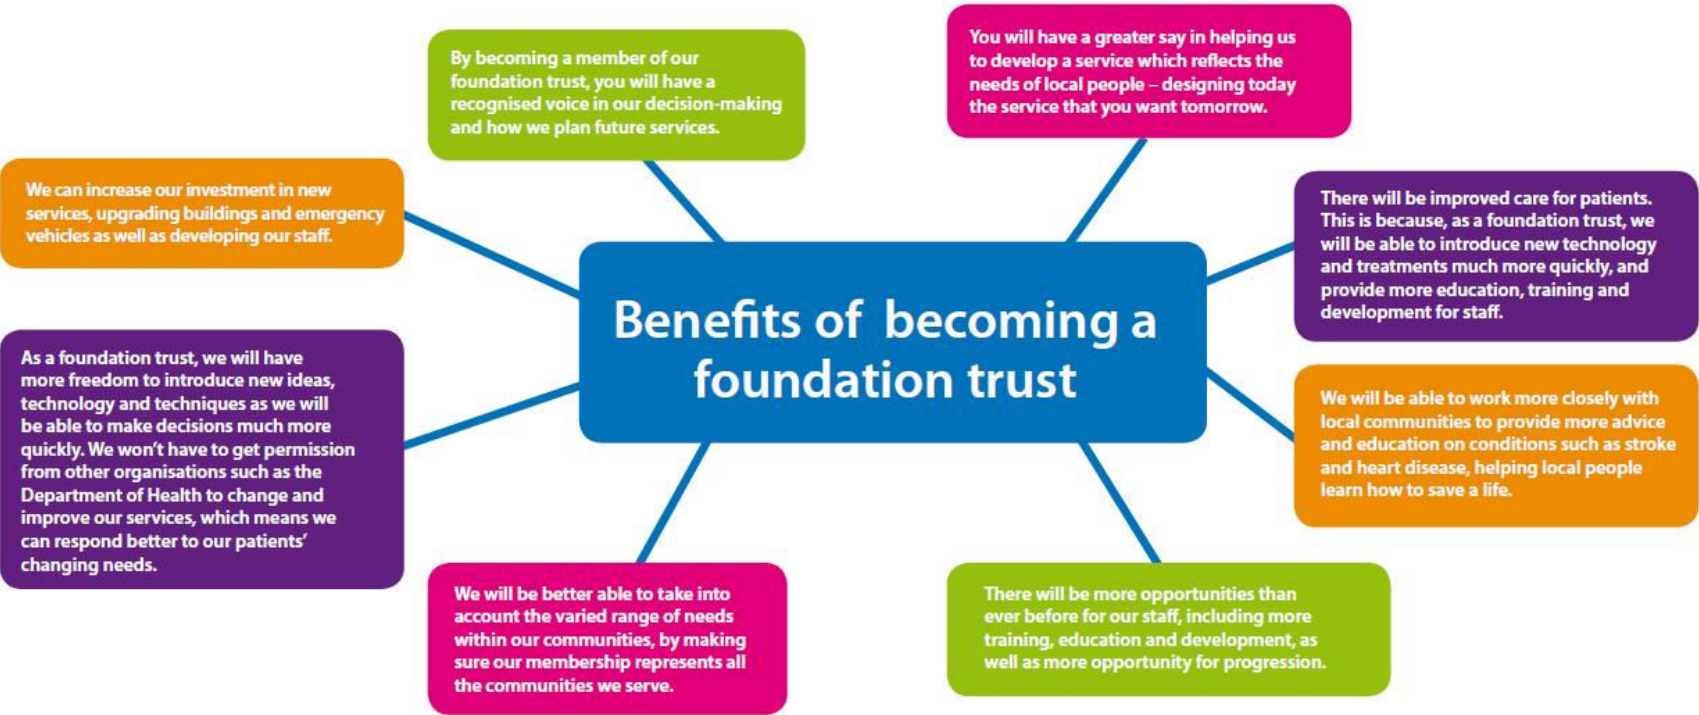 By becoming a member of our
foundation trust, you will have a
recognised voice in our decision-making
and how we plan future services.
You will have a greater say in helping us
to develop a service which reflects the
needs of local people – designing today
the service that you want tomorrow.
We can increase our investment in new
services, upgrading buildings and emergency
vehicles as well as developing our staff.
There will be improved care for patients.
This is because, as a foundation trust, we
will be able to introduce new technology
and treatments much more quickly, and
provide more education, training and
development for staff.
Benefits of becoming a
foundation trust
As a foundation trust, we will have
more freedom to introduce new ideas,
technology and techniques as we will
be able to make decisions much more
quickly. We won't have to get permission
from other organisations such as the
Department of Health to change and
improve our services, which means we
can respond better to our patients'
changing needs.
We will be able to work more closely with
local communities to provide more advice
and education on conditions such as stroke
and heart disease, helping local people
learn how to save a life.
We will be better able to take into
account the varied range of needs
within our communities, by making
sure our membership represents all
the communities we serve.
There will be more opportunities than
ever before for our staff, including more
training, education and development, as
well as more opportunity for progression.